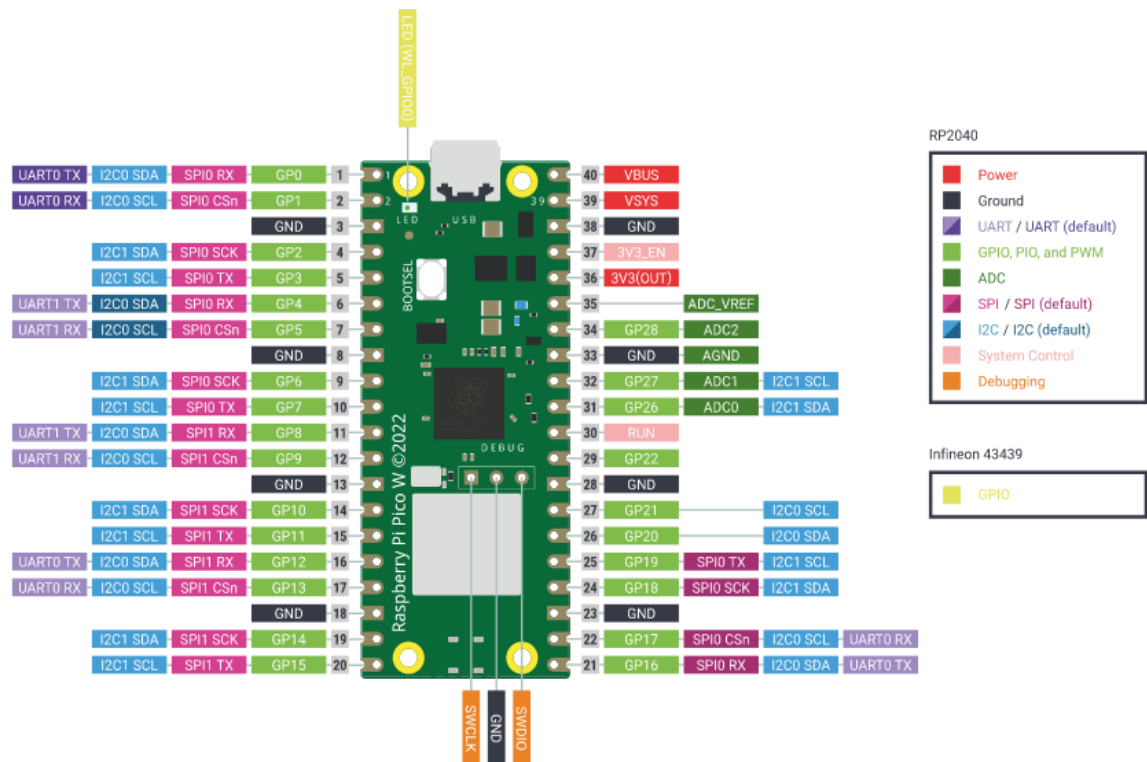 LED (WL_GPIO0)
UART0 TX I2C0 SDA SPI0 RX GP0 1 1 40 VBUS
UART0 RX I2C0 SCL SPI0 CSn GP1 2 2 39 39 VSYS
LED USB
GND 3 38 GND
I2C1 SDA SPI0 SCK GP2 4 37 3V3_EN
I2C1 SCL SPI0 TX GP3 5 36 3V3(OUT)
BOOTSEL
UART1 TX I2C0 SDA SPI0 RX GP4 6 35 ADC_VREF
UART1 RX I2C0 SCL SPI0 CSn GP5 7 34 GP28 ADC2
GND 8 33 GND AGND
I2C1 SDA SPI0 SCK GP6 9 32 GP27 ADC1 I2C1 SCL
I2C1 SCL SPI0 TX GP7 10 31 GP26 ADC0 I2C1 SDA
UART1 TX I2C0 SDA SPI1 RX GP8 11 30 RUN
DEBUG
UART1 RX I2C0 SCL SPI1 CSn GP9 12 29 GP22
GND 13 28 GND
I2C1 SDA SPI1 SCK GP10 14 27 GP21 I2C0 SCL
I2C1 SCL SPI1 TX GP11 15 26 GP20 I2C0 SDA
UART0 TX I2C0 SDA SPI1 RX GP12 16 25 GP19 SPI0 TX I2C1 SCL
UART0 RX I2C0 SCL SPI1 CSn GP13 17 24 GP18 SPI0 SCK I2C1 SDA
GND 18 23 GND
I2C1 SDA SPI1 SCK GP14 19 22 GP17 SPI0 CSn I2C0 SCL UART0 RX
I2C1 SCL SPI1 TX GP15 20 21 GP16 SPI0 RX I2C0 SDA UART0 TX
Raspberry Pi Pico W ©2022
SWCLK
GND
SWDIO
RP2040
Power
Ground
UART / UART (default)
GPIO, PIO, and PWM
ADC
SPI / SPI (default)
I2C / I2C (default)
System Control
Debugging
Infineon 43439
GPIO